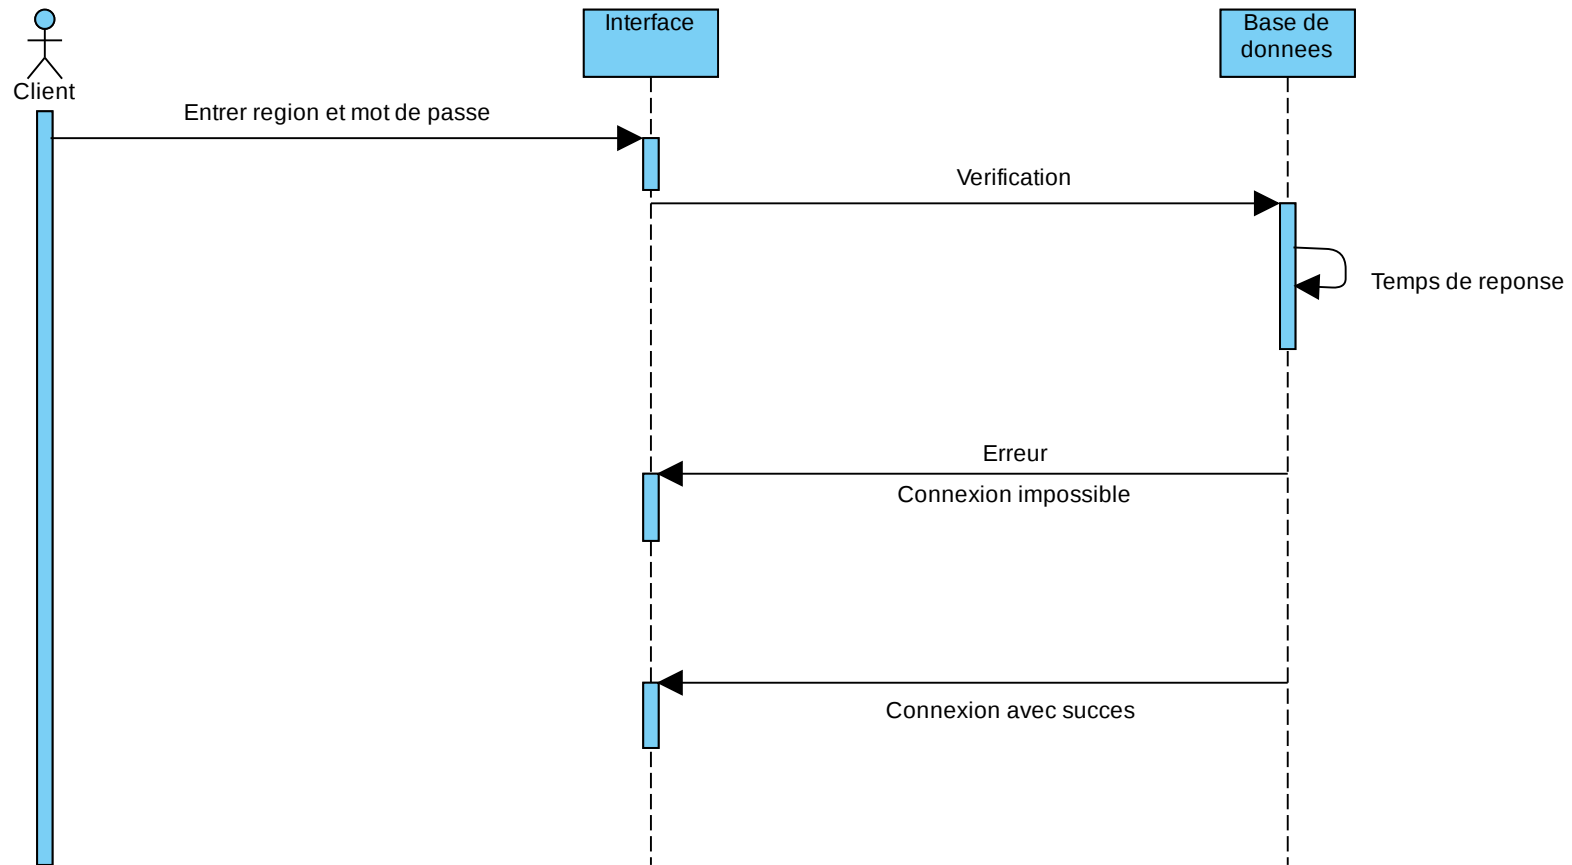 Client
Interface
Base de
donnees
Entrer region et mot de passe
Verification
Temps de reponse
Erreur
Connexion impossible
Connexion avec succes